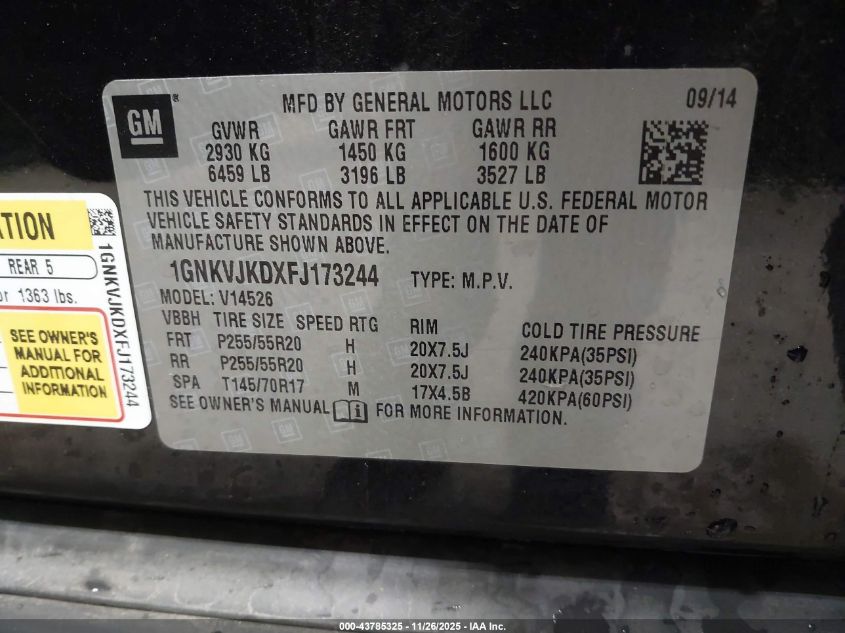 GM
MFD BY GENERAL MOTORS LLC
09/14
GVWR GAWR FRT GAWR RR
2930 KG 1450 KG 1600 KG
6459 LB 3196 LB 3527 LB
THIS VEHICLE CONFORMS TO ALL APPLICABLE U.S. FEDERAL MOTOR
VEHICLE SAFETY STANDARDS IN EFFECT ON THE DATE OF
MANUFACTURE SHOWN ABOVE.
1GNKVJKDXFJ173244 TYPE: M.P.V.
MODEL: V14526
VBBH TIRE SIZE SPEED RTG RIM COLD TIRE PRESSURE
FRT P255/55R20 H 20X7.5J 240KPA(35PSI)
RR P255/55R20 H 20X7.5J 240KPA(35PSI)
SPA T145/70R17 M 17X4.5B 420KPA(60PSI)
SEE OWNER'S MANUAL FOR MORE INFORMATION.
REAR 5
1363 lbs.
SEE OWNER'S
MANUAL FOR
ADDITIONAL
INFORMATION
1GNKVJKDXFJ173244
000-43785325 - 11/26/2025 - IAA Inc.